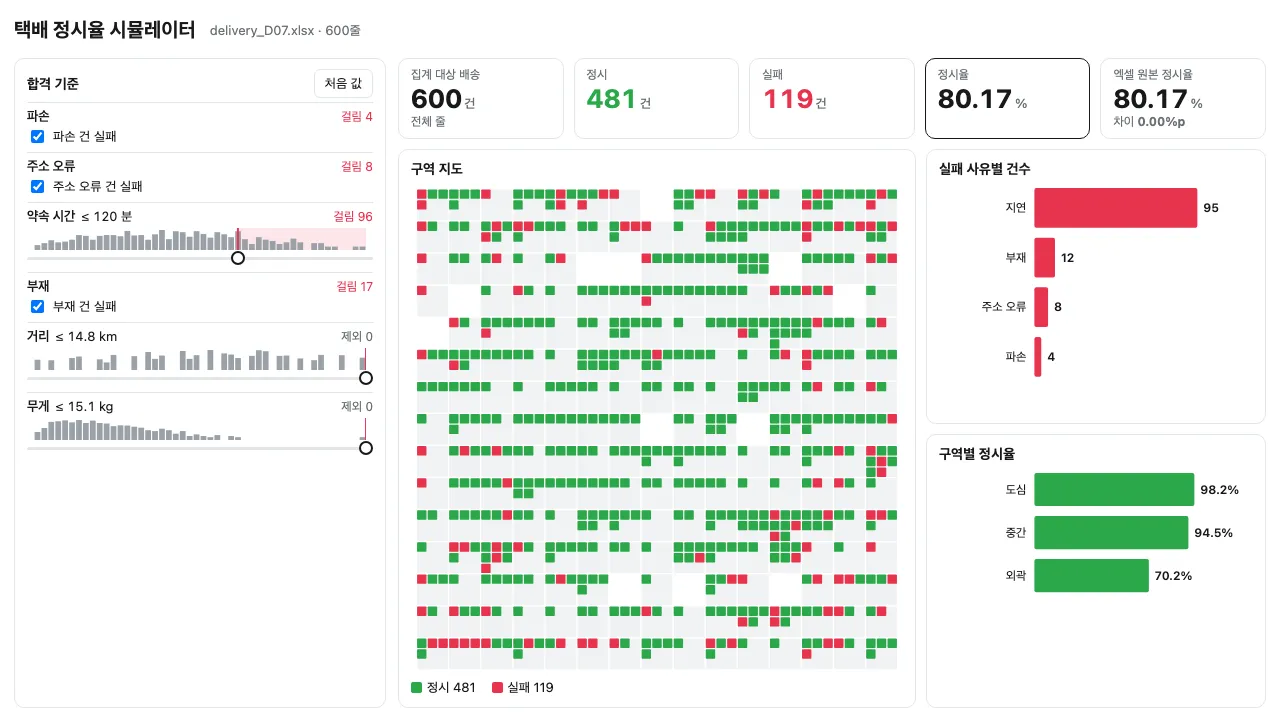 택배 정시율 시뮬레이터 delivery_D07.xlsx · 600줄
합격 기준 처음 값
파손 걸림 4
파손 건 실패
주소 오류 걸림 8
주소 오류 건 실패
약속 시간 ≤ 120 분 걸림 96
부재 걸림 17
부재 건 실패
거리 ≤ 14.8 km 제외 0
무게 ≤ 15.1 kg 제외 0
집계 대상 배송
600 건
전체 줄
정시
481 건
실패
119 건
정시율
80.17 %
엑셀 원본 정시율
80.17 %
차이 0.00%p
구역 지도
정시 481 실패 119
실패 사유별 건수
지연 95
부재 12
주소 오류 8
파손 4
구역별 정시율
도심 98.2%
중간 94.5%
외곽 70.2%